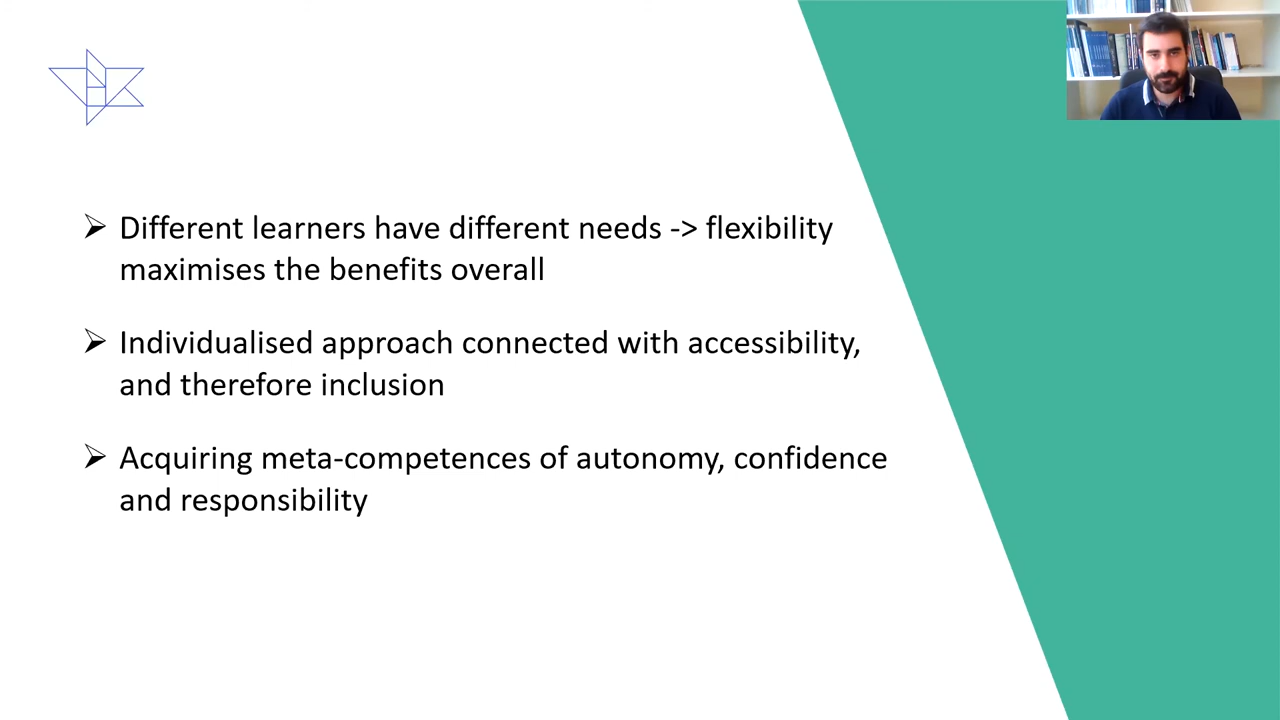 Different learners have different needs -> flexibility
maximises the benefits overall
Individualised approach connected with accessibility,
and therefore inclusion
Acquiring meta-competences of autonomy, confidence
and responsibility